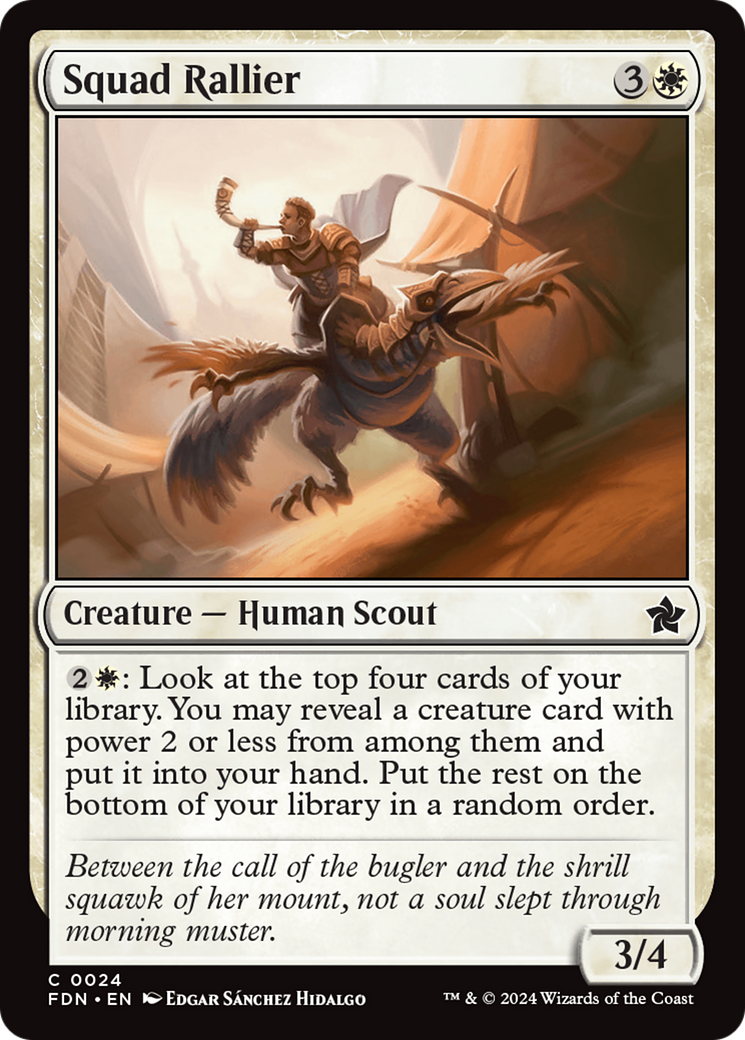 Squad Rallier 3
Creature — Human Scout
2: Look at the top four cards of your
library. You may reveal a creature card with
power 2 or less from among them and
put it into your hand. Put the rest on the
bottom of your library in a random order.
Between the call of the bugler and the shrill
squawk of her mount, not a soul slept through
morning muster.
3/4
C 0024
FDN • EN Edgar Sánchez Hidalgo
™ & © 2024 Wizards of the Coast